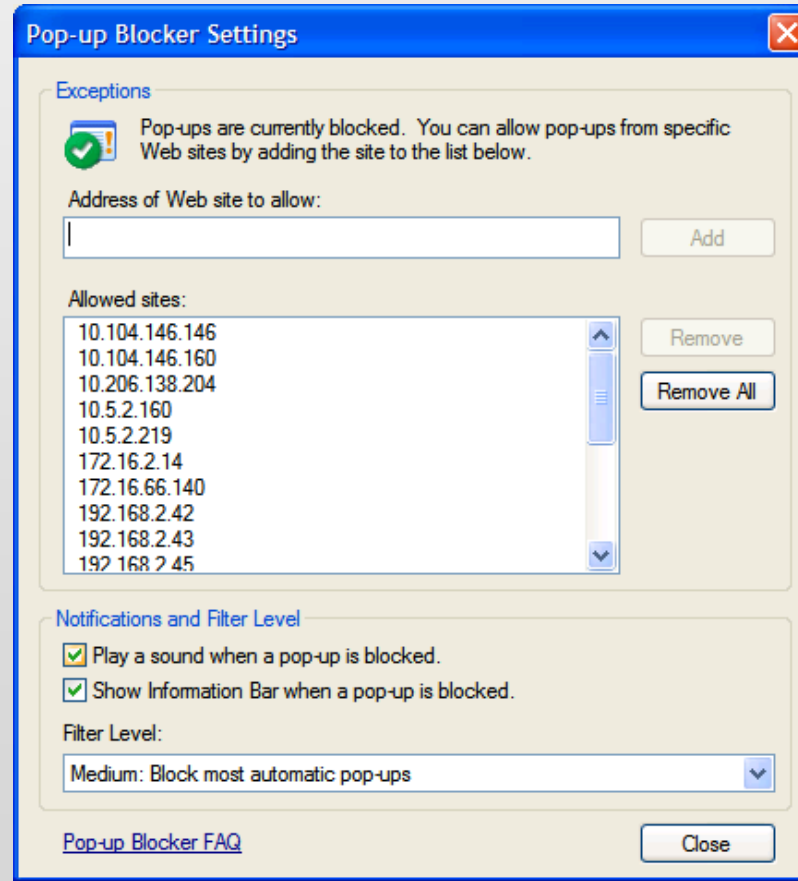 Pop-up Blocker Settings
Exceptions
Pop-ups are currently blocked. You can allow pop-ups from specific
Web sites by adding the site to the list below.
Address of Web site to allow:
Add
Allowed sites:
10.104.146.146
10.104.146.160
10.206.138.204
10.5.2.160
10.5.2.219
172.16.2.14
172.16.66.140
192.168.2.42
192.168.2.43
192.168.2.45
Remove
Remove All
Notifications and Filter Level
Play a sound when a pop-up is blocked.
Show Information Bar when a pop-up is blocked.
Filter Level:
Medium: Block most automatic pop-ups
Pop-up Blocker FAQ
Close